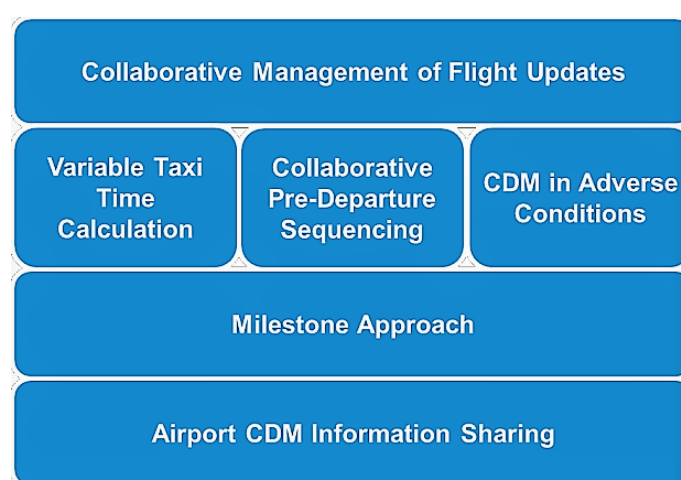 Collaborative Management of Flight Updates
Variable Taxi
Time
Calculation
Collaborative
Pre-Departure
Sequencing
CDM in Adverse
Conditions
Milestone Approach
Airport CDM Information Sharing